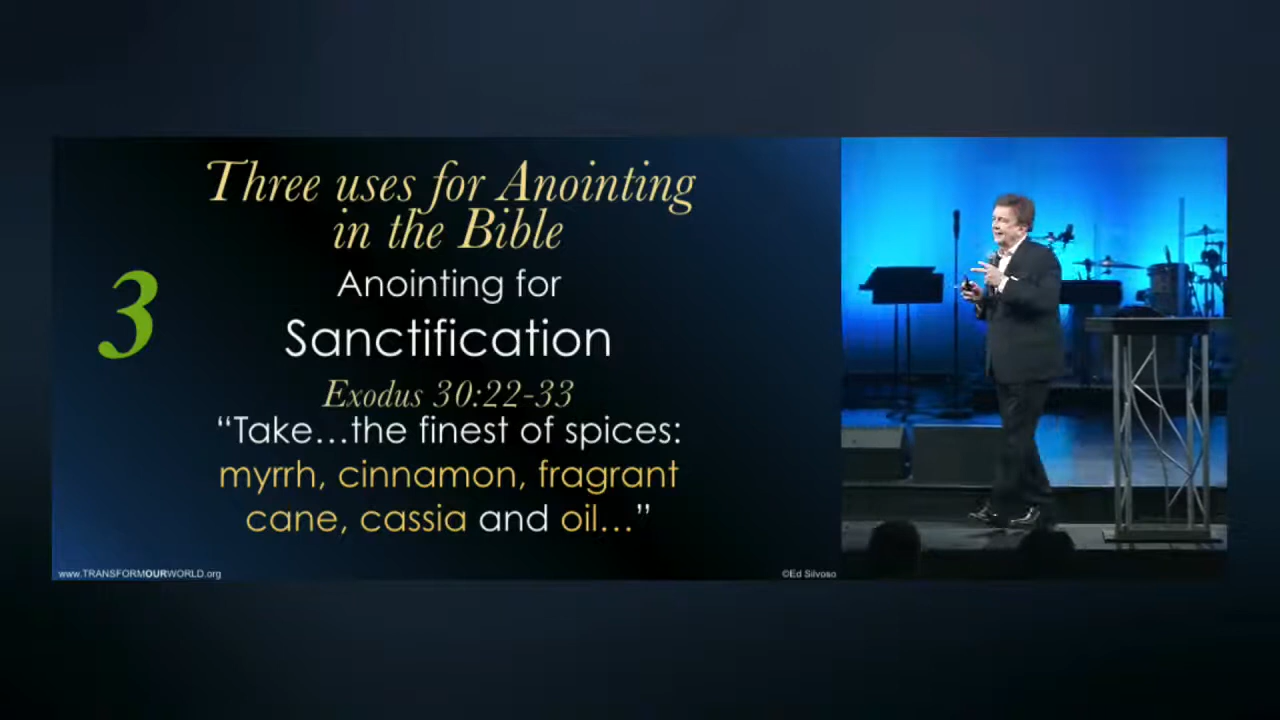 Three uses for Anointing
in the Bible
3
Anointing for
Sanctification
Exodus 30:22-33
“Take...the finest of spices:
myrrh, cinnamon, fragrant
cane, cassia and oil...”
www.TRANSFORMOURWORLD.org
©Ed Silvoso